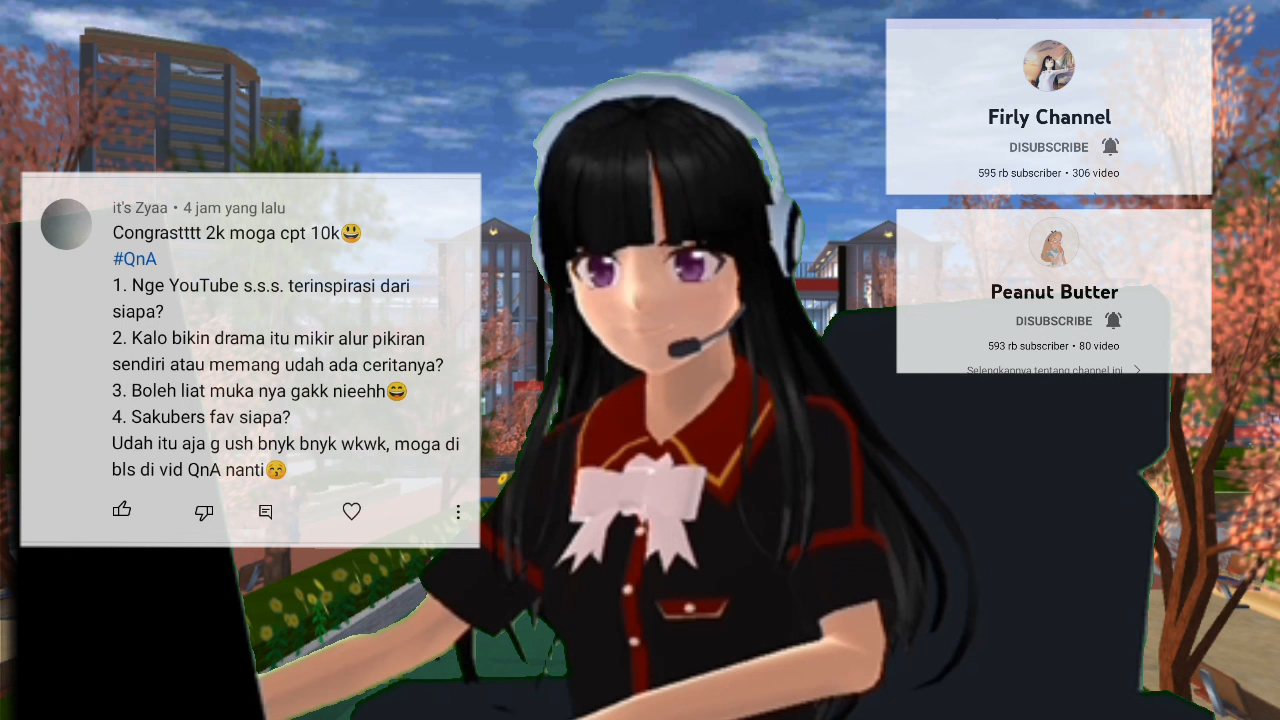 it's Zyaa • 4 jam yang lalu
Congrastttt 2k moga cpt 10k😃
#QnA
1. Nge YouTube s.s.s. terinspirasi dari
siapa?
2. Kalo bikin drama itu mikir alur pikiran
sendiri atau memang udah ada ceritanya?
3. Boleh liat muka nya gakk nieehh😄
4. Sakubers fav siapa?
Udah itu aja g ush bnyk bnyk wkwk, moga di
bls di vid QnA nanti😙
Firly Channel
DISUBSCRIBE
595 rb subscriber • 306 video
Peanut Butter
DISUBSCRIBE
593 rb subscriber • 80 video
Selengkapnya tentang channel ini